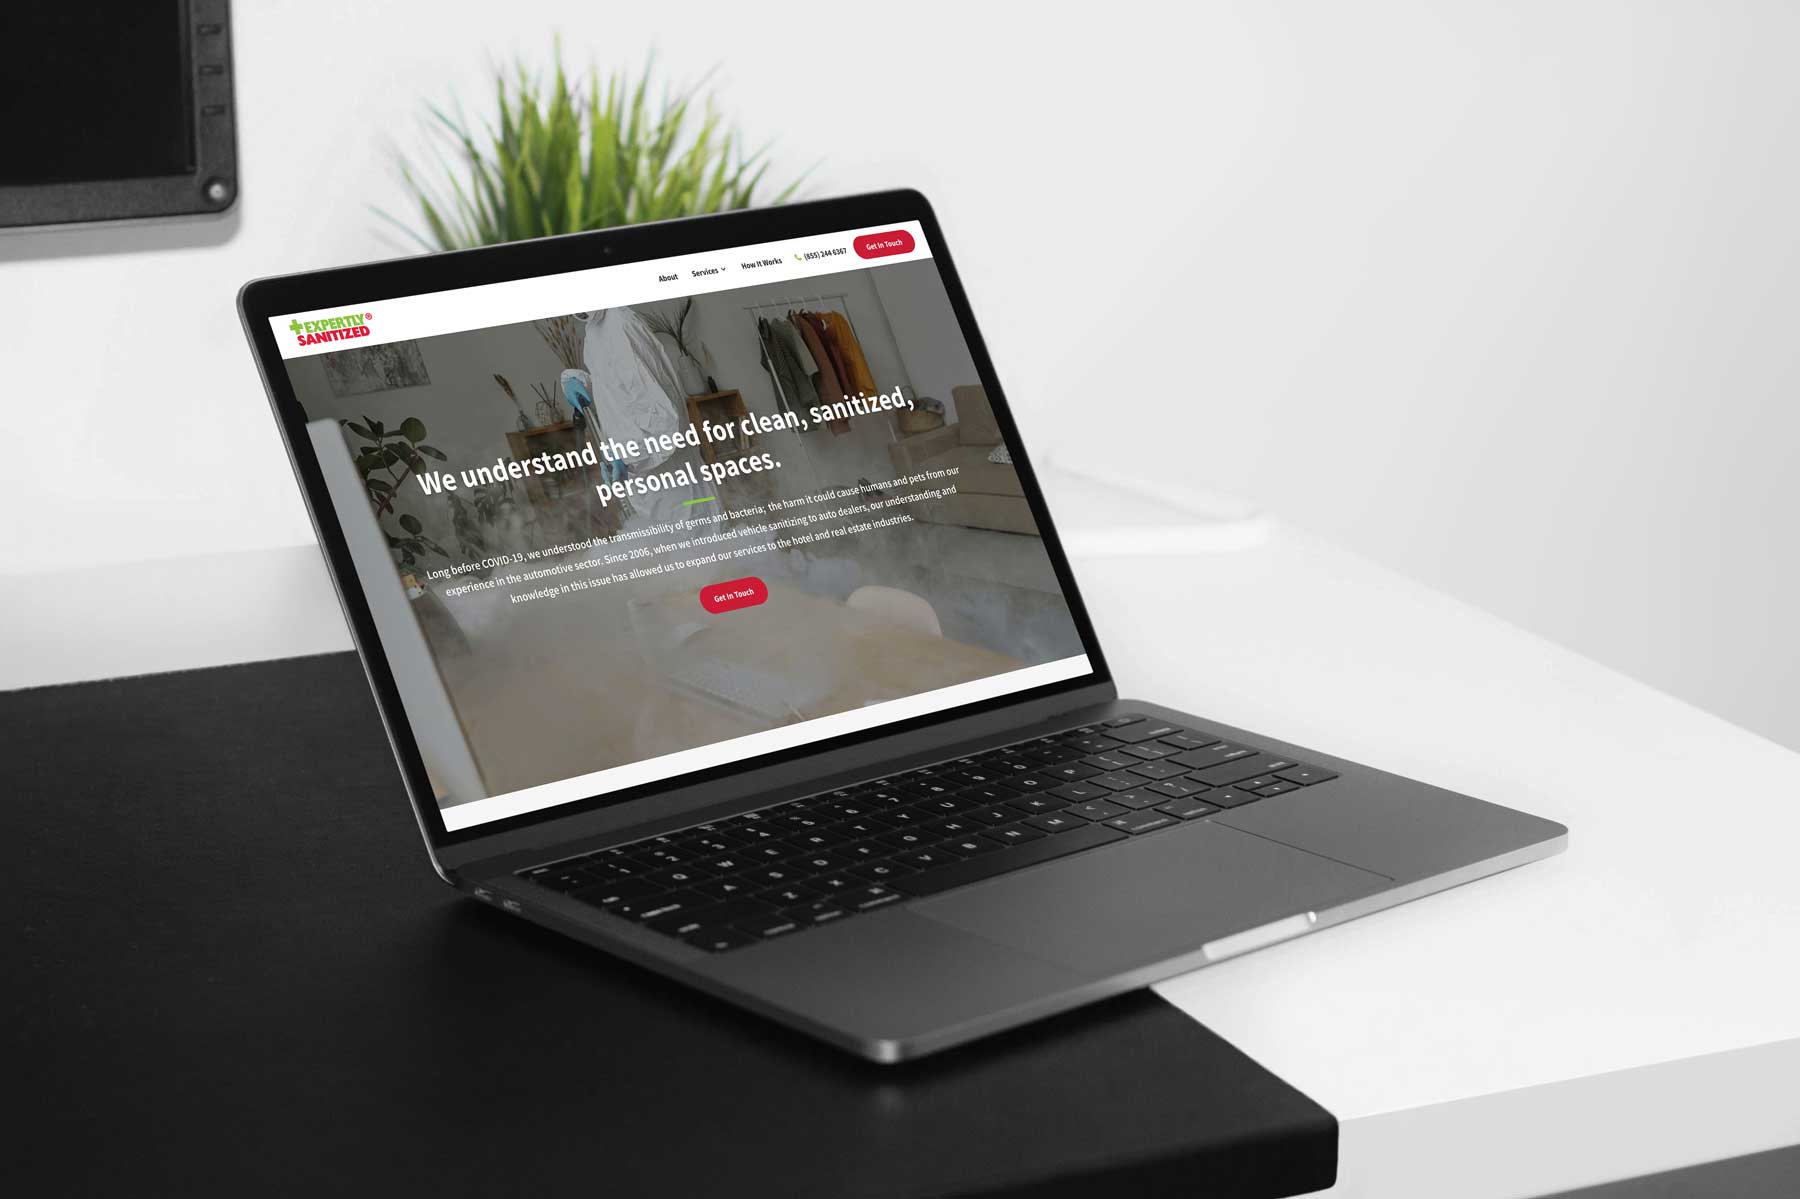 About Services How It Works (855) 244 6367 Get In Touch
EXPERTLY®
SANITIZED
We understand the need for clean, sanitized,
personal spaces.
Long before COVID-19, we understood the transmissibility of germs and bacteria; the harm it could cause humans and pets from our
experience in the automotive sector. Since 2006, when we introduced vehicle sanitizing to auto dealers, our understanding and
knowledge in this issue has allowed us to expand our services to the hotel and real estate industries.
Get In Touch
Q W E R T Y U I O P
A S D F G H J K L
Z X C V B N M